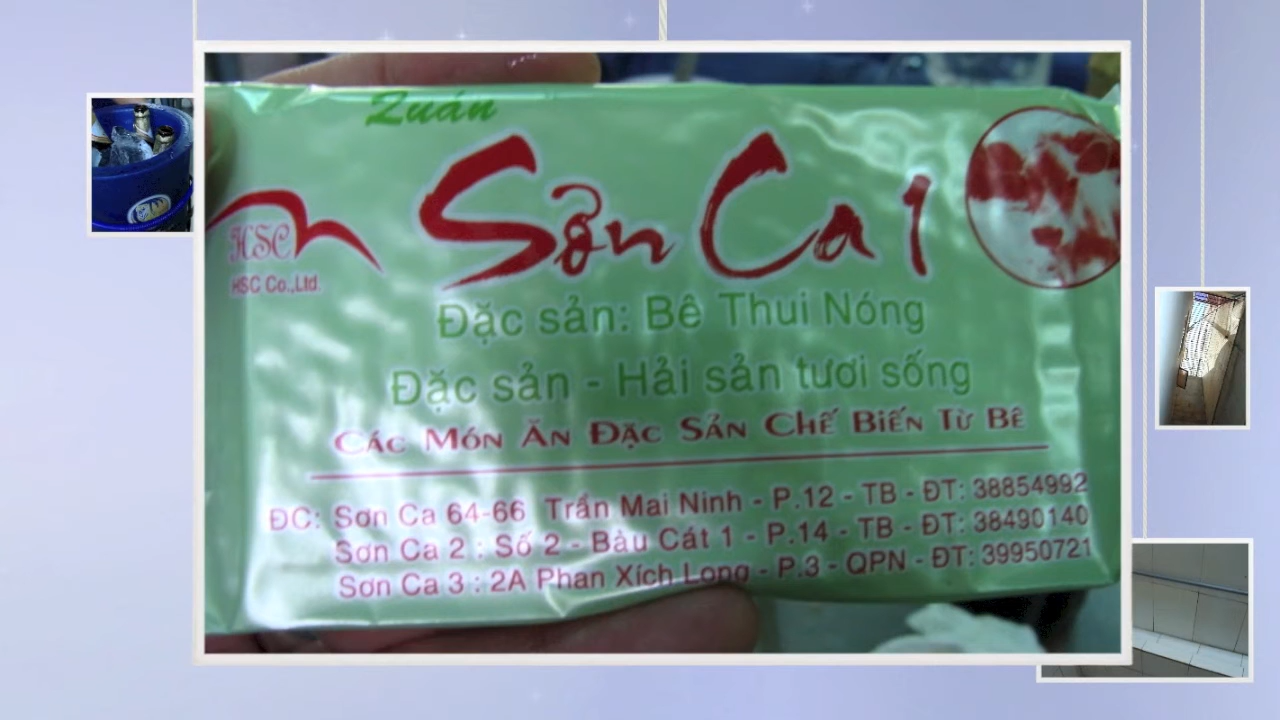 Quán
Sơn Ca 1
HSC
HSC Co.,Ltd.
Đặc sản: Bê Thui Nóng
Đặc sản - Hải sản tươi sống
CÁC MÓN ĂN ĐẶC SẢN CHẾ BIẾN TỪ BÊ
ĐC: Sơn Ca 64-66 Trần Mai Ninh - P.12 - TB - ĐT: 38854992
Sơn Ca 2 : Số 2 - Bàu Cát 1 - P.14 - TB - ĐT: 38490140
Sơn Ca 3 : 2A Phan Xích Long - P.3 - QPN - ĐT: 39950721